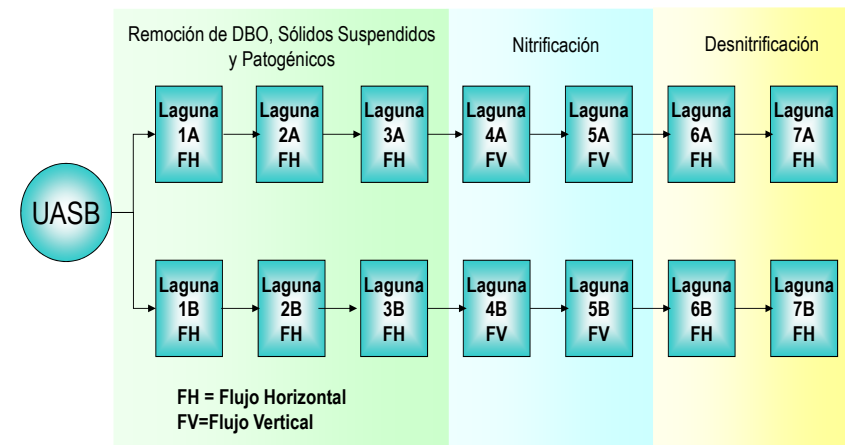 Remoción de DBO, Sólidos Suspendidos
y Patogénicos
Nitrificación
Desnitrificación
Laguna
1A
FH
Laguna
2A
FH
Laguna
3A
FH
Laguna
4A
FV
Laguna
5A
FV
Laguna
6A
FH
Laguna
7A
FH
UASB
Laguna
1B
FH
Laguna
2B
FH
Laguna
3B
FH
Laguna
4B
FV
Laguna
5B
FV
Laguna
6B
FH
Laguna
7B
FH
FH = Flujo Horizontal
FV=Flujo Vertical